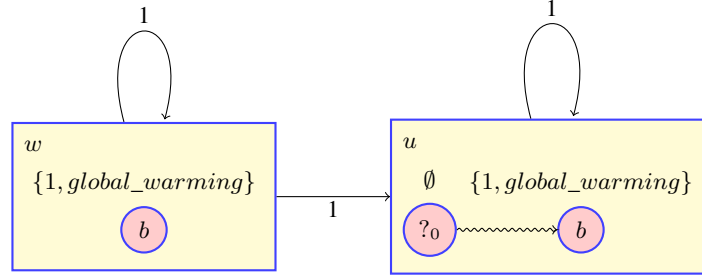 1
1
w
u
{1, global_warming}
∅
{1, global_warming}
b
1
?₀
b